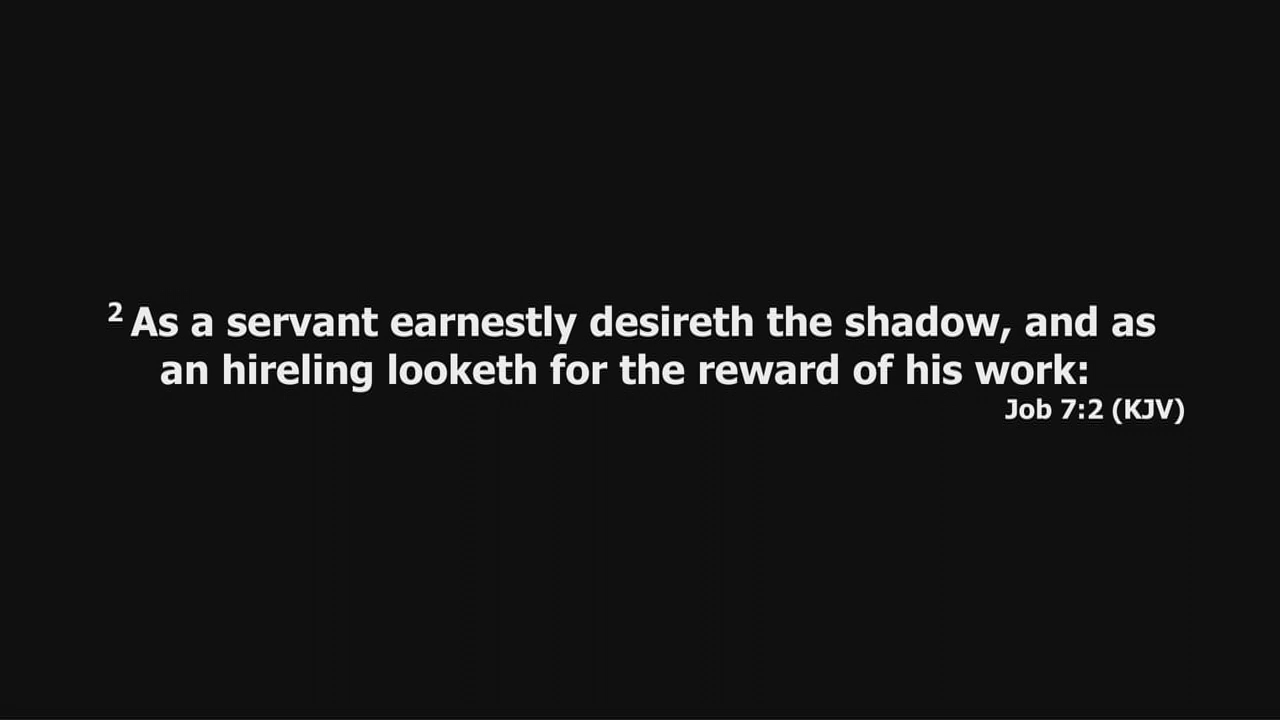 2 As a servant earnestly desireth the shadow, and as
an hireling looketh for the reward of his work:
Job 7:2 (KJV)